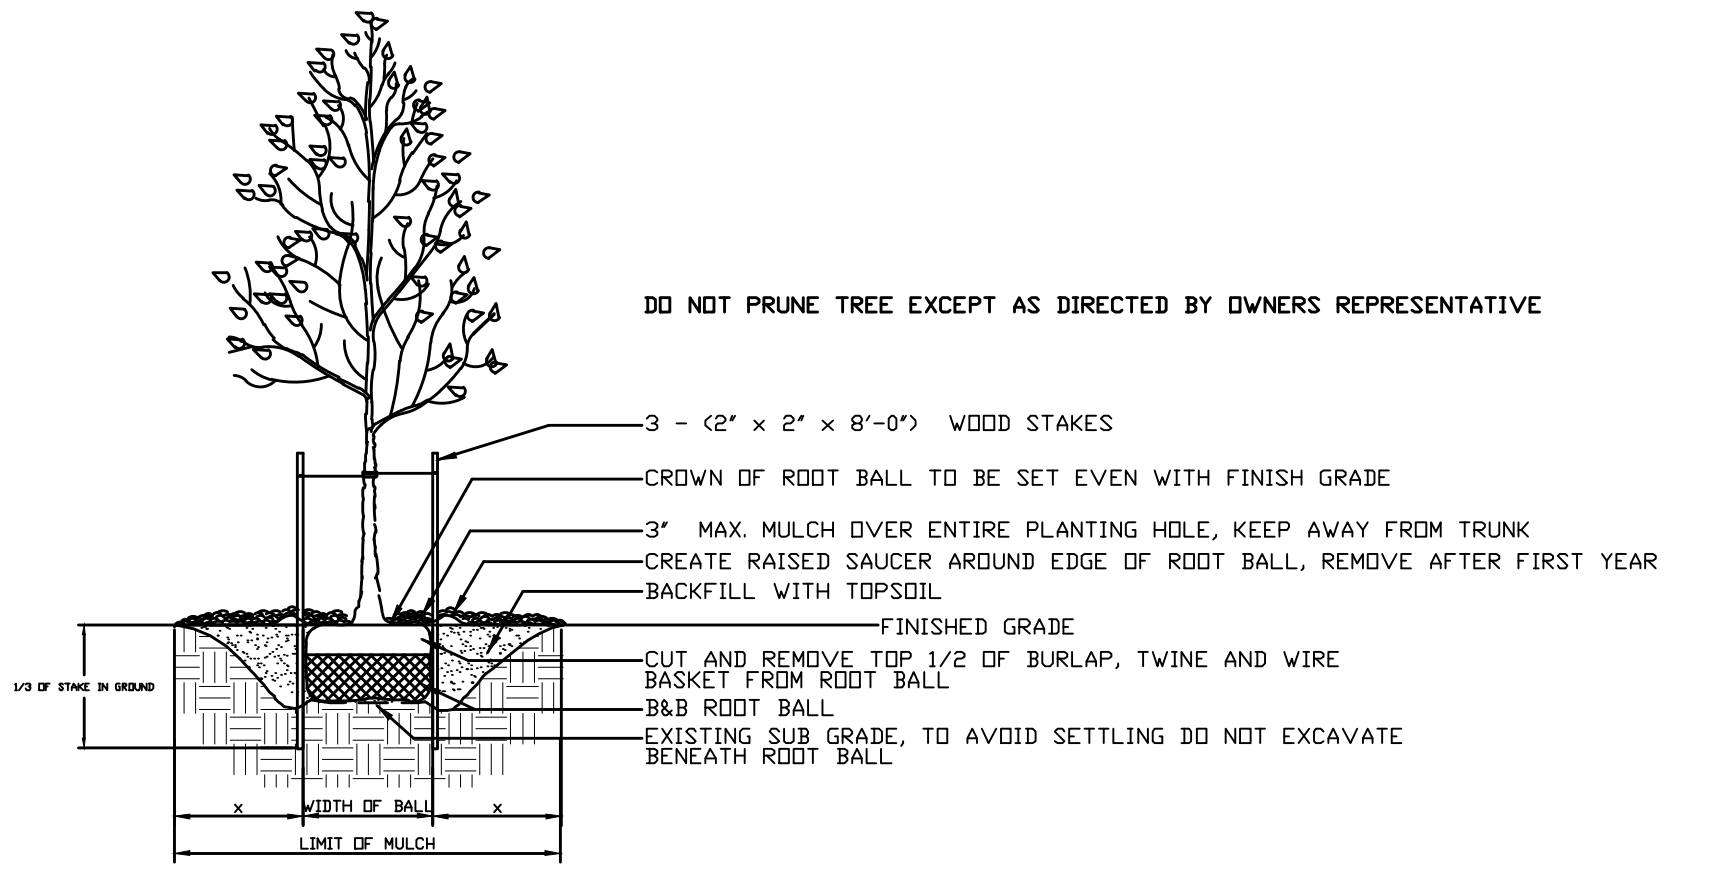 DO NOT PRUNE TREE EXCEPT AS DIRECTED BY OWNERS REPRESENTATIVE
3 - (2" x 2" x 8'-0") WOOD STAKES
CROWN OF ROOT BALL TO BE SET EVEN WITH FINISH GRADE
3" MAX. MULCH OVER ENTIRE PLANTING HOLE, KEEP AWAY FROM TRUNK
CREATE RAISED SAUCER AROUND EDGE OF ROOT BALL, REMOVE AFTER FIRST YEAR
BACKFILL WITH TOPSOIL
FINISHED GRADE
CUT AND REMOVE TOP 1/2 OF BURLAP, TWINE AND WIRE
BASKET FROM ROOT BALL
1/3 OF STAKE IN GROUND
B&B ROOT BALL
EXISTING SUB GRADE, TO AVOID SETTLING DO NOT EXCAVATE
BENEATH ROOT BALL
x WIDTH OF BALL x
LIMIT OF MULCH